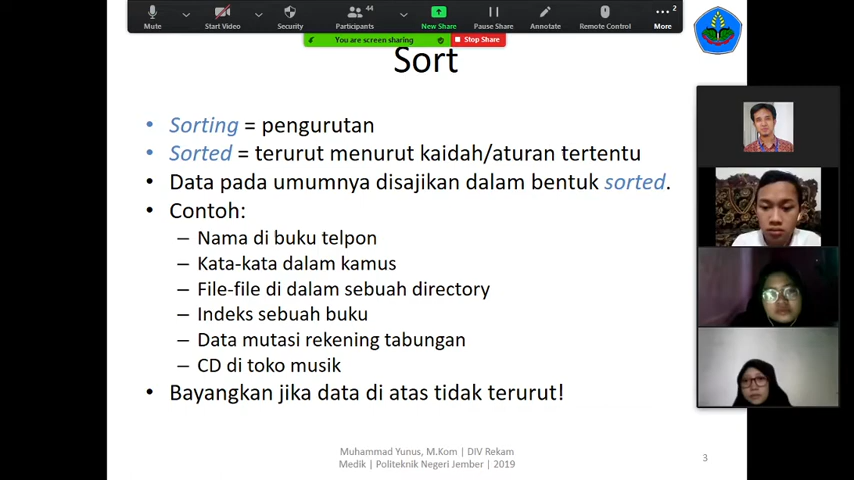 44
2
Mute
Start Video
Security
Participants
New Share
Pause Share
Annotate
Remote Control
More
You are screen sharing
Stop Share
Sort
• Sorting = pengurutan
• Sorted = terurut menurut kaidah/aturan tertentu
• Data pada umumnya disajikan dalam bentuk sorted.
• Contoh:
– Nama di buku telpon
– Kata-kata dalam kamus
– File-file di dalam sebuah directory
– Indeks sebuah buku
– Data mutasi rekening tabungan
– CD di toko musik
• Bayangkan jika data di atas tidak terurut!
Muhammad Yunus, M.Kom | DIV Rekam
Medik | Politeknik Negeri Jember | 2019
3